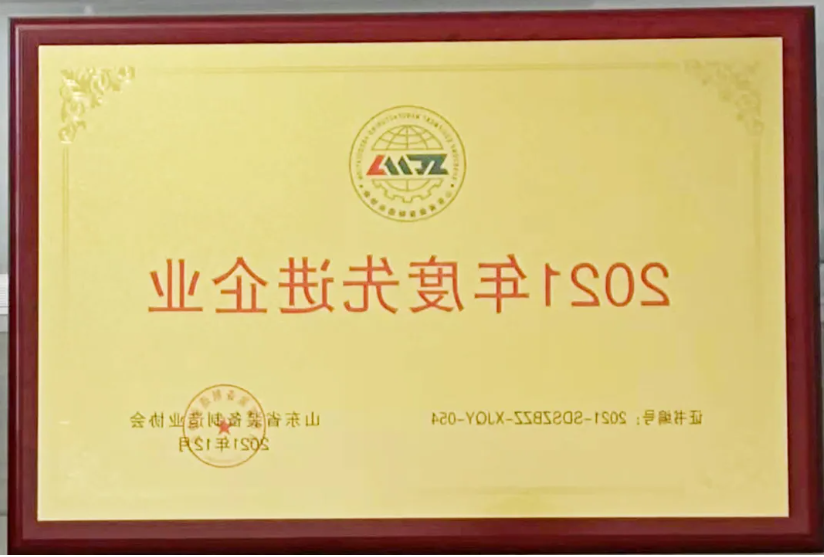 2021年度先进企业
证书编号：2021-SDSZBZZ-XJQY-054
山东省装备制造业协会
2021年12月